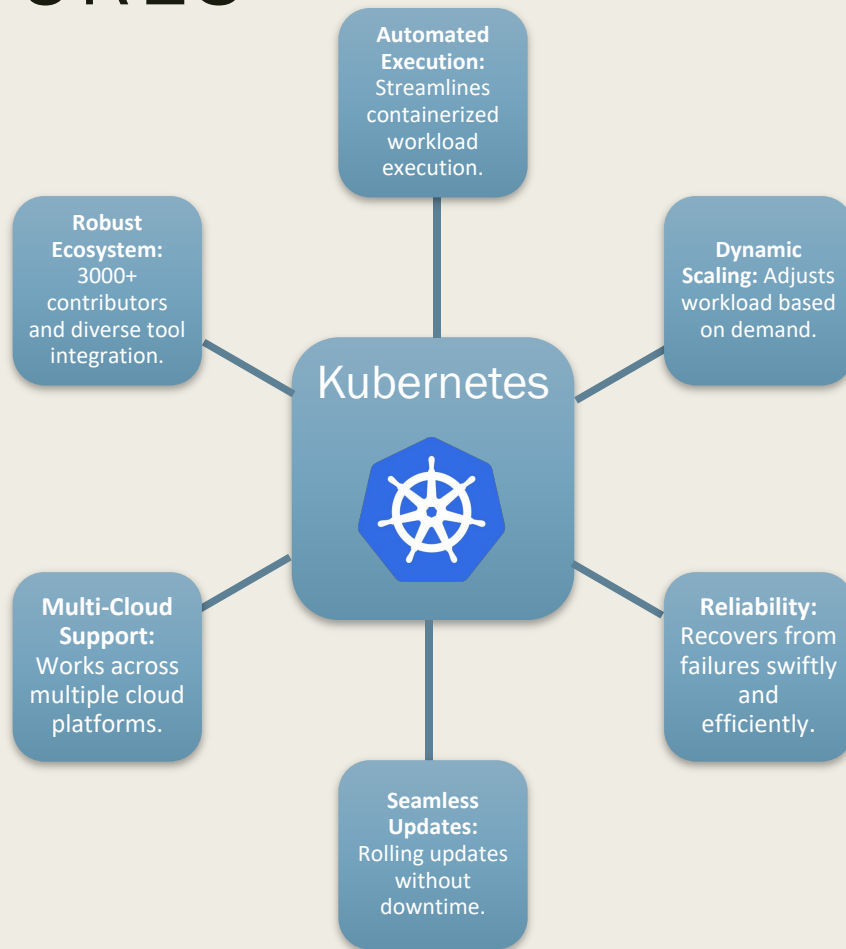 Automated
Execution:
Streamlines
containerized
workload
execution.
Robust
Ecosystem:
3000+
contributors
and diverse tool
integration.
Dynamic
Scaling: Adjusts
workload based
on demand.
Kubernetes
Multi-Cloud
Support:
Works across
multiple cloud
platforms.
Reliability:
Recovers from
failures swiftly
and
efficiently.
Seamless
Updates:
Rolling updates
without
downtime.